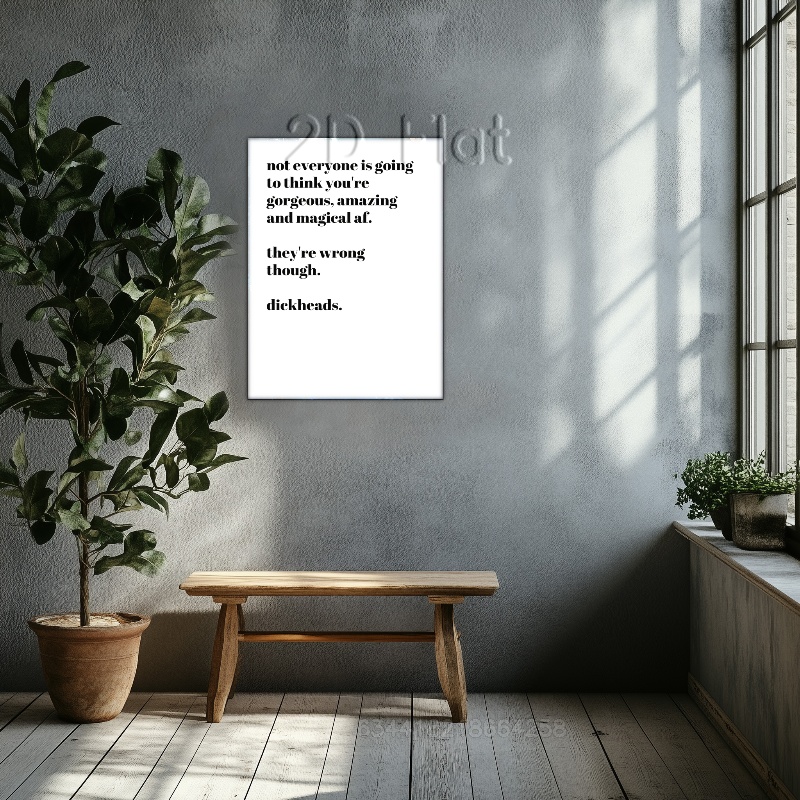 2D Flat
not everyone is going
to think you're
gorgeous, amazing
and magical af.
they're wrong
though.
dickheads.